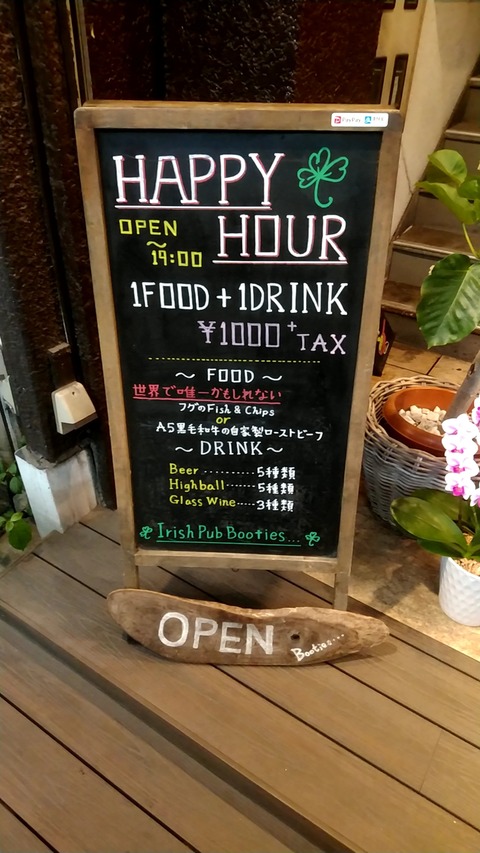 PayPay
HAPPY
HOUR
OPEN
〜
19:00
1FOOD + 1DRINK
¥1000 + TAX
〜 FOOD 〜
世界で唯一かもしれない
フグのFish & Chips
or
A5黒毛和牛の自家製ローストビーフ
〜 DRINK 〜
Beer ………… 5種類
Highball ……… 5種類
Glass Wine …… 3種類
Irish Pub Booties...
OPEN
Booties...